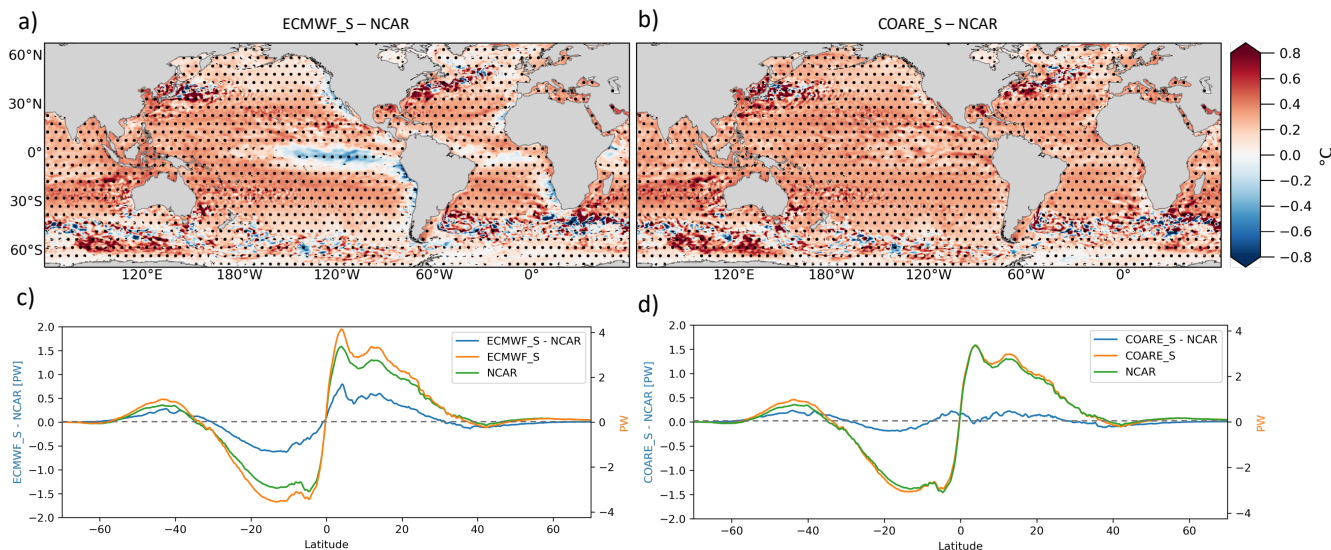 a) ECMWF_S – NCAR
b) COARE_S – NCAR
60°N
30°N
0°
30°S
60°S
120°E 180°W 120°W 60°W 0°
120°E 180°W 120°W 60°W 0°
0.8
0.6
0.4
0.2
0.0
−0.2
−0.4
−0.6
−0.8
°C
c)
ECMWF_S - NCAR [PW]
2.0
1.5
1.0
0.5
0.0
−0.5
−1.0
−1.5
−2.0
ECMWF_S - NCAR
ECMWF_S
NCAR
4
2
0
−2
−4
PW
−60 −40 −20 0 20 40 60
Latitude
d)
COARE_S - NCAR [PW]
2.0
1.5
1.0
0.5
0.0
−0.5
−1.0
−1.5
−2.0
COARE_S - NCAR
COARE_S
NCAR
4
2
0
−2
−4
PW
−60 −40 −20 0 20 40 60
Latitude